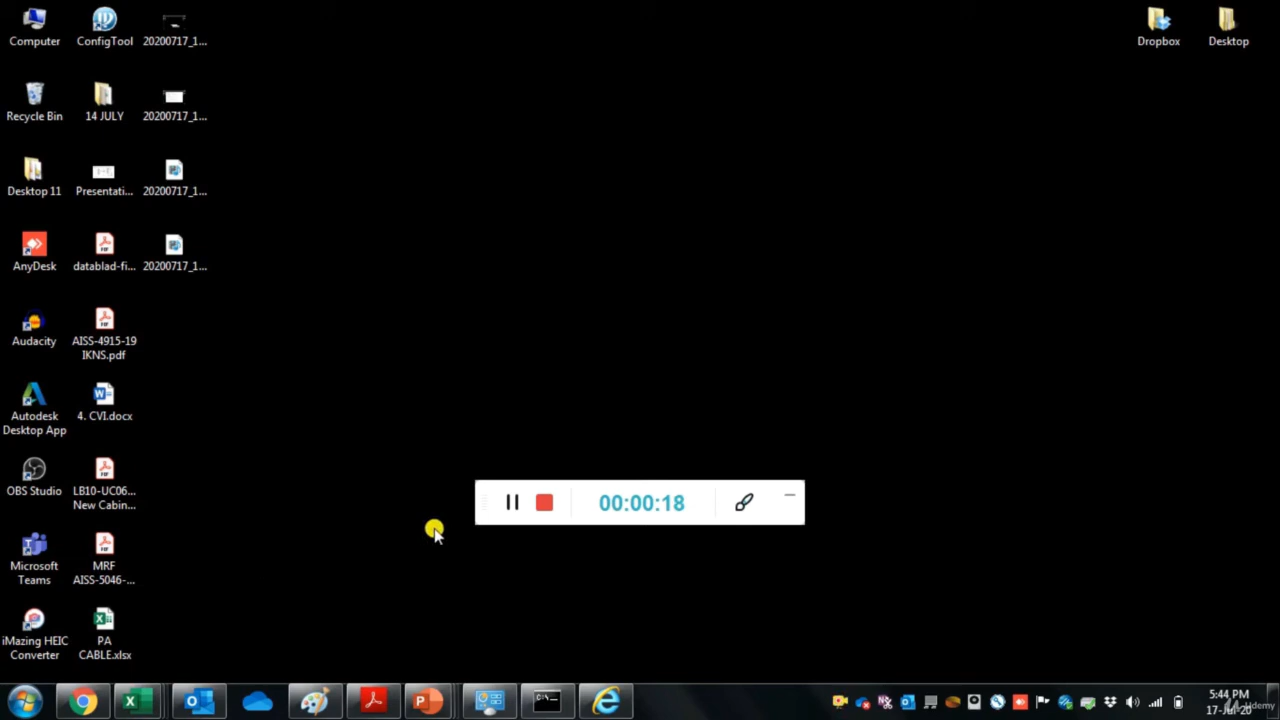 Computer
ConfigTool
20200717_1...
Dropbox
Desktop
Recycle Bin
14 JULY
20200717_1...
Desktop 11
Presentati...
20200717_1...
AnyDesk
datablad-fi...
20200717_1...
Audacity
AISS-4915-19
IKNS.pdf
Autodesk
Desktop App
4. CVI.docx
OBS Studio
LB10-UC06...
New Cabin...
00:00:18
Microsoft
Teams
MRF
AISS-5046-...
iMazing HEIC
Converter
PA
CABLE.xlsx
C:\_
5:44 PM
17-Jul-20
Udemy